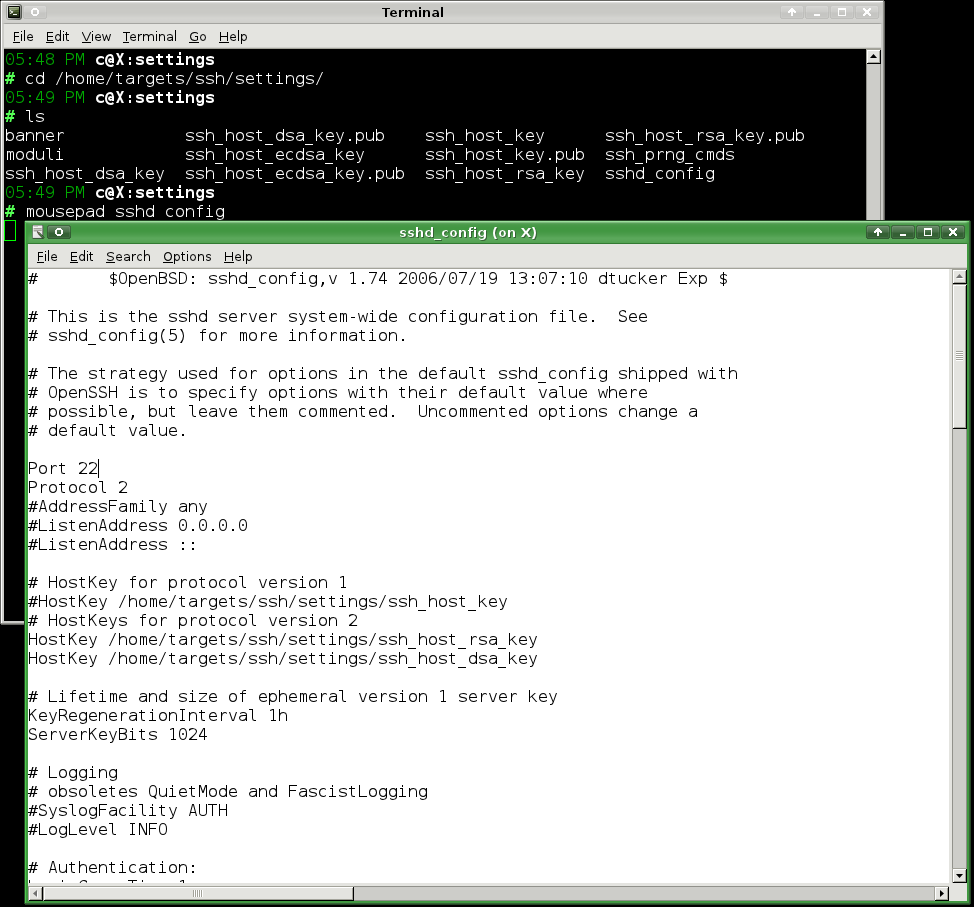 Terminal
File Edit View Terminal Go Help
05:48 PM c@X:settings
# cd /home/targets/ssh/settings/
05:49 PM c@X:settings
# ls
banner ssh_host_dsa_key.pub ssh_host_key ssh_host_rsa_key.pub
moduli ssh_host_ecdsa_key ssh_host_key.pub ssh_prng_cmds
ssh_host_dsa_key ssh_host_ecdsa_key.pub ssh_host_rsa_key sshd_config
05:49 PM c@X:settings
# mousepad sshd config
sshd_config (on X)
File Edit Search Options Help
# $OpenBSD: sshd_config,v 1.74 2006/07/19 13:07:10 dtucker Exp $
# This is the sshd server system-wide configuration file. See
# sshd_config(5) for more information.
# The strategy used for options in the default sshd_config shipped with
# OpenSSH is to specify options with their default value where
# possible, but leave them commented. Uncommented options change a
# default value.
Port 22
Protocol 2
#AddressFamily any
#ListenAddress 0.0.0.0
#ListenAddress ::
# HostKey for protocol version 1
#HostKey /home/targets/ssh/settings/ssh_host_key
# HostKeys for protocol version 2
HostKey /home/targets/ssh/settings/ssh_host_rsa_key
HostKey /home/targets/ssh/settings/ssh_host_dsa_key
# Lifetime and size of ephemeral version 1 server key
KeyRegenerationInterval 1h
ServerKeyBits 1024
# Logging
# obsoletes QuietMode and FascistLogging
#SyslogFacility AUTH
#LogLevel INFO
# Authentication: